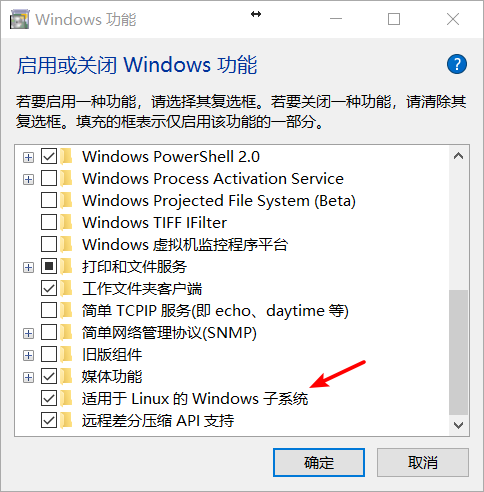 Windows 功能
启用或关闭 Windows 功能
?
若要启用一种功能，请选择其复选框。若要关闭一种功能，请清除其
复选框。填充的框表示仅启用该功能的一部分。
Windows PowerShell 2.0
Windows Process Activation Service
Windows Projected File System (Beta)
Windows TIFF IFilter
Windows 虚拟机监控程序平台
打印和文件服务
工作文件夹客户端
简单 TCPIP 服务(即 echo、daytime 等)
简单网络管理协议(SNMP)
旧版组件
媒体功能
适用于 Linux 的 Windows 子系统
远程差分压缩 API 支持
确定
取消